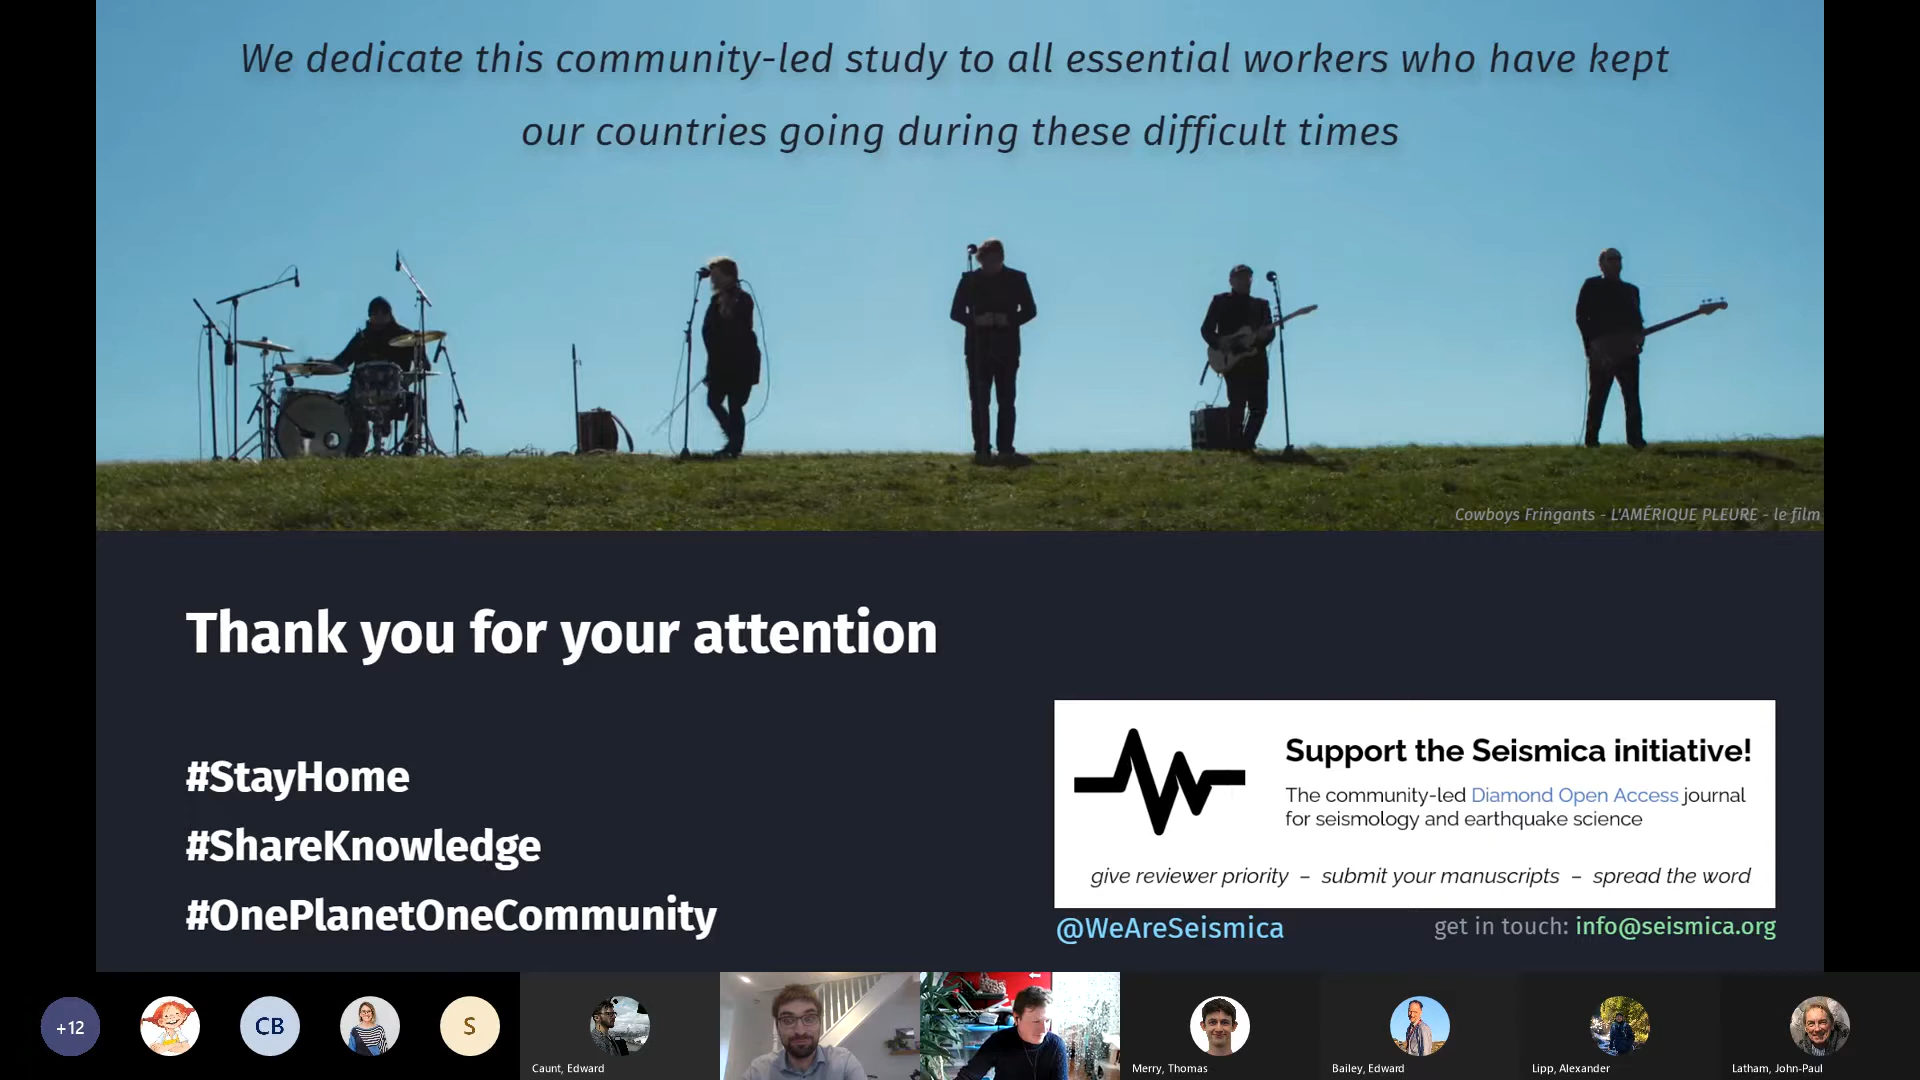 We dedicate this community-led study to all essential workers who have kept
our countries going during these difficult times
Cowboys Fringants - L'AMÉRIQUE PLEURE - le film
Thank you for your attention
#StayHome
#ShareKnowledge
#OnePlanetOneCommunity
Support the Seismica initiative!
The community-led Diamond Open Access journal
for seismology and earthquake science
give reviewer priority – submit your manuscripts – spread the word
@WeAreSeismica
get in touch: info@seismica.org
+12
CB
S
Caunt, Edward
Merry, Thomas
Bailey, Edward
Lipp, Alexander
Latham, John-Paul